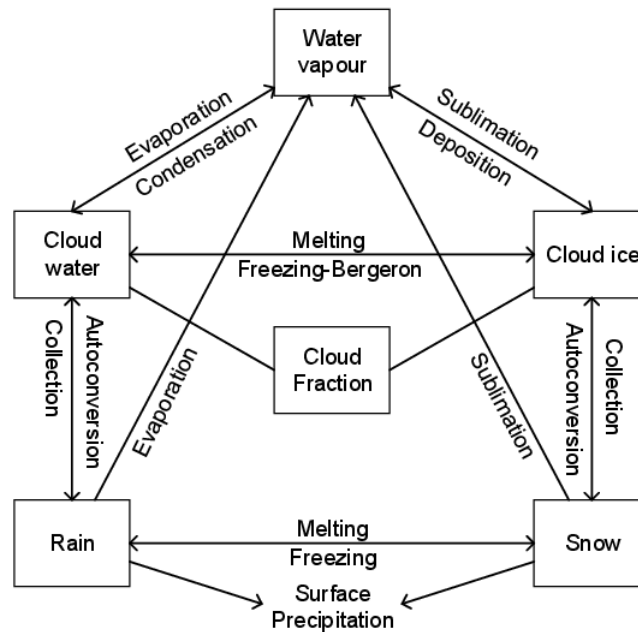 Water
vapour
Evaporation
Condensation
Sublimation
Deposition
Cloud
water
Melting
Freezing-Bergeron
Cloud ice
Collection
Autoconversion
Evaporation
Cloud
Fraction
Sublimation
Autoconversion
Collection
Rain
Melting
Freezing
Snow
Surface
Precipitation